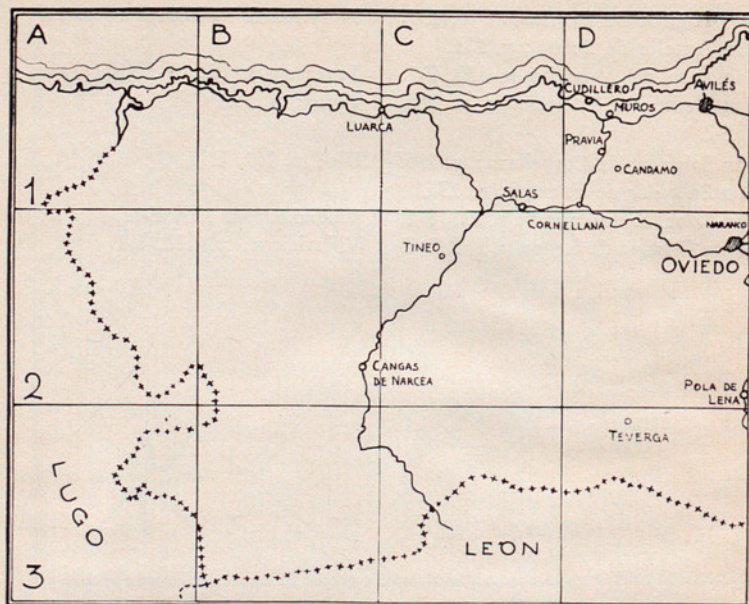 A B C D
CUDILLERO
AVILÉS
MUROS
LUARCA
PRAVIA
CANDAMO
1
SALAS
CORNELLANA
NARANCO
TINEO
OVIEDO
CANGAS
DE NARCEA
2
POLA DE
LENA
TEVERGA
LUGO
LEÓN
3